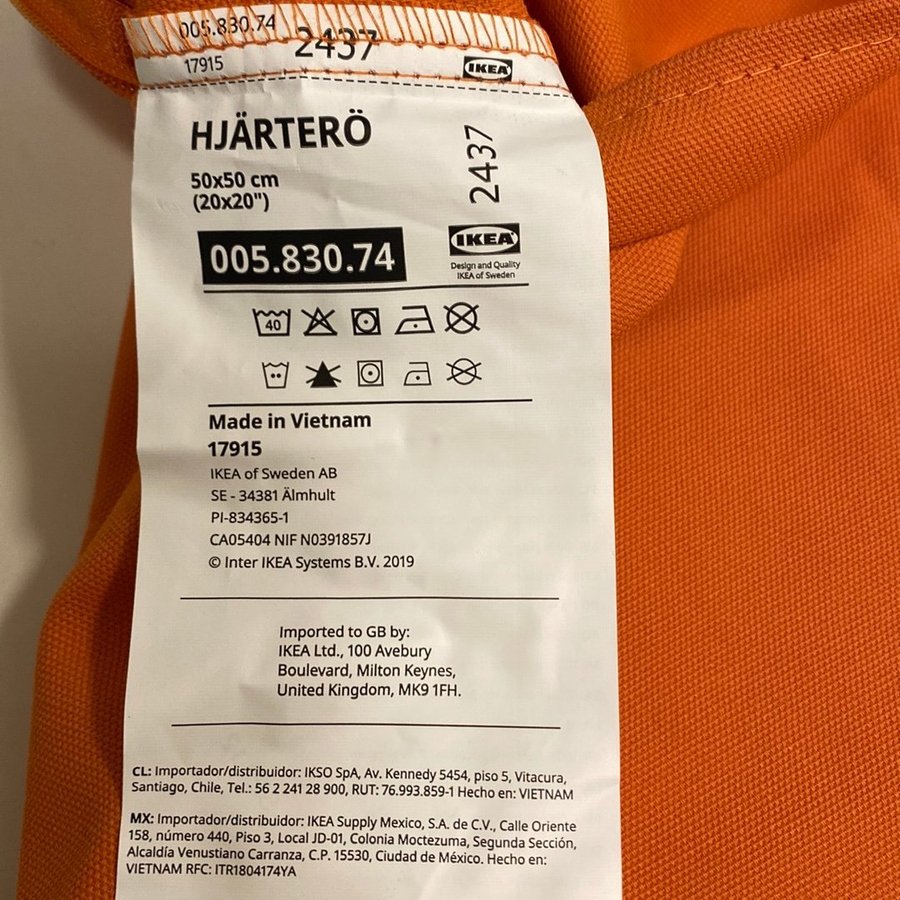 005.830.74
2437
17915
IKEA
HJÄRTERÖ
2437
50x50 cm
(20x20")
005.830.74
IKEA
Design and Quality
IKEA of Sweden
40
Made in Vietnam
17915
IKEA of Sweden AB
SE - 34381 Älmhult
PI-834365-1
CA05404 NIF N0391857J
© Inter IKEA Systems B.V. 2019
Imported to GB by:
IKEA Ltd., 100 Avebury
Boulevard, Milton Keynes,
United Kingdom, MK9 1FH.
CL: Importador/distribuidor: IKSO SpA, Av. Kennedy 5454, piso 5, Vitacura,
Santiago, Chile, Tel.: 56 2 241 28 900, RUT: 76.993.859-1 Hecho en: VIETNAM
MX: Importador/distribuidor: IKEA Supply Mexico, S.A. de C.V., Calle Oriente
158, número 440, Piso 3, Local JD-01, Colonia Moctezuma, Segunda Sección,
Alcaldía Venustiano Carranza, C.P. 15530, Ciudad de México. Hecho en:
VIETNAM RFC: ITR1804174YA